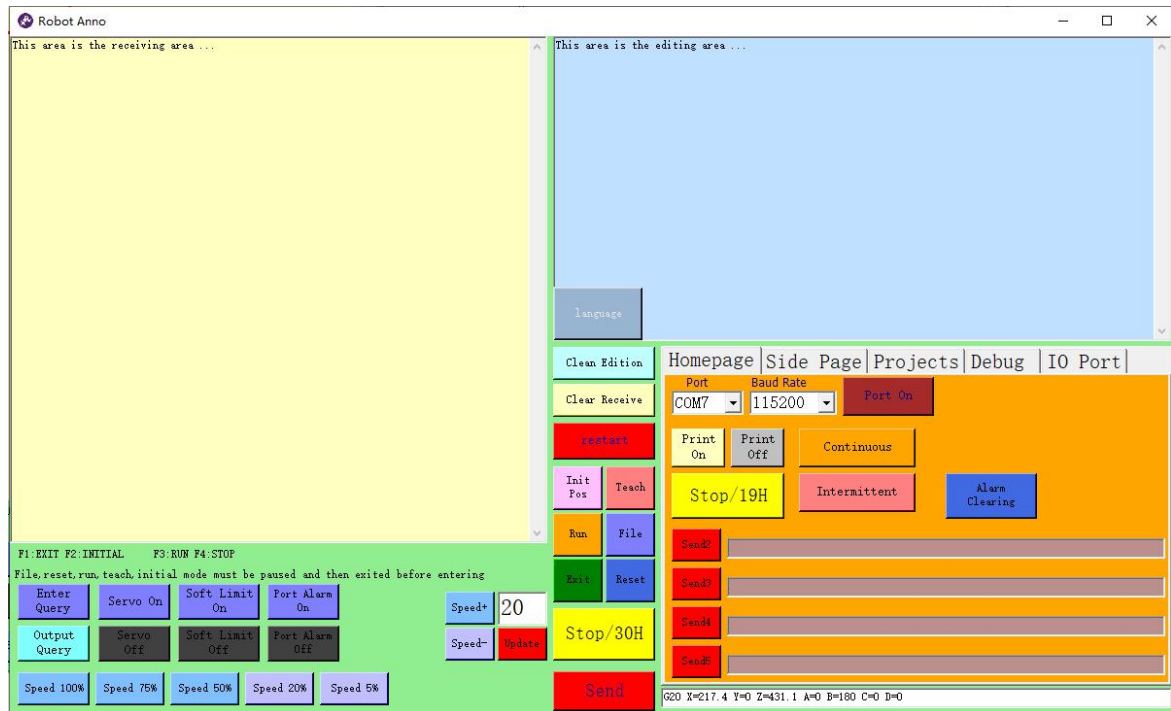 Robot Anno
This area is the receiving area ...
This area is the editing area ...
language
Clean Edition
Clear Receive
restart
Init Pos
Teach
Run
File
Exit
Reset
Stop/30H
Send
Homepage
Side Page
Projects
Debug
IO Port
Port
Baud Rate
COM7
115200
Port On
Print On
Print Off
Continuous
Stop/19H
Intermittent
Alarm Clearing
Send2
Send3
Send4
Send5
G20 X=217.4 Y=0 Z=431.1 A=0 B=180 C=0 D=0
F1:EXIT F2:INITIAL F3:RUN F4:STOP
File,reset,run,teach,initial mode must be paused and then exited before entering
Enter Query
Servo On
Soft Limit On
Port Alarm On
Speed+
20
Output Query
Servo Off
Soft Limit Off
Port Alarm Off
Speed-
Update
Speed 100%
Speed 75%
Speed 50%
Speed 20%
Speed 5%